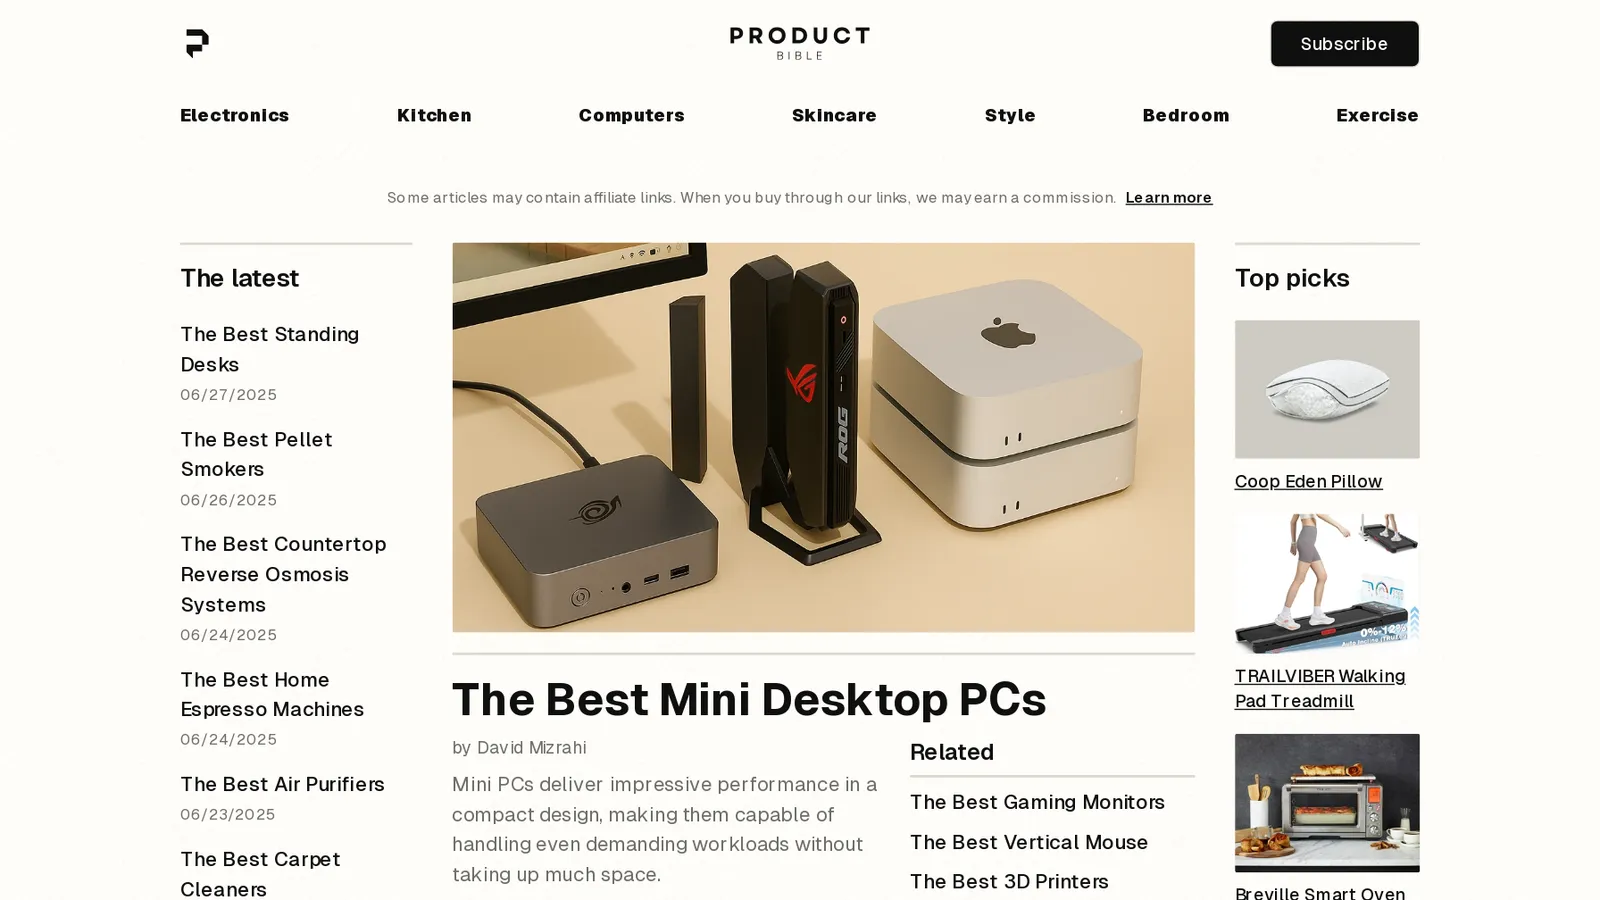 PRODUCT
BIBLE
Subscribe
Electronics
Kitchen
Computers
Skincare
Style
Bedroom
Exercise
Some articles may contain affiliate links. When you buy through our links, we may earn a commission. Learn more
The latest
The Best Standing
Desks
06/27/2025
The Best Pellet
Smokers
06/26/2025
The Best Countertop
Reverse Osmosis
Systems
06/24/2025
The Best Home
Espresso Machines
06/24/2025
The Best Air Purifiers
06/23/2025
The Best Carpet
Cleaners
ROG
The Best Mini Desktop PCs
by David Mizrahi
Mini PCs deliver impressive performance in a
compact design, making them capable of
handling even demanding workloads without
taking up much space.
Related
The Best Gaming Monitors
The Best Vertical Mouse
The Best 3D Printers
Top picks
Coop Eden Pillow
0%-12%
TRAILVIBER Walking
Pad Treadmill
Breville Smart Oven